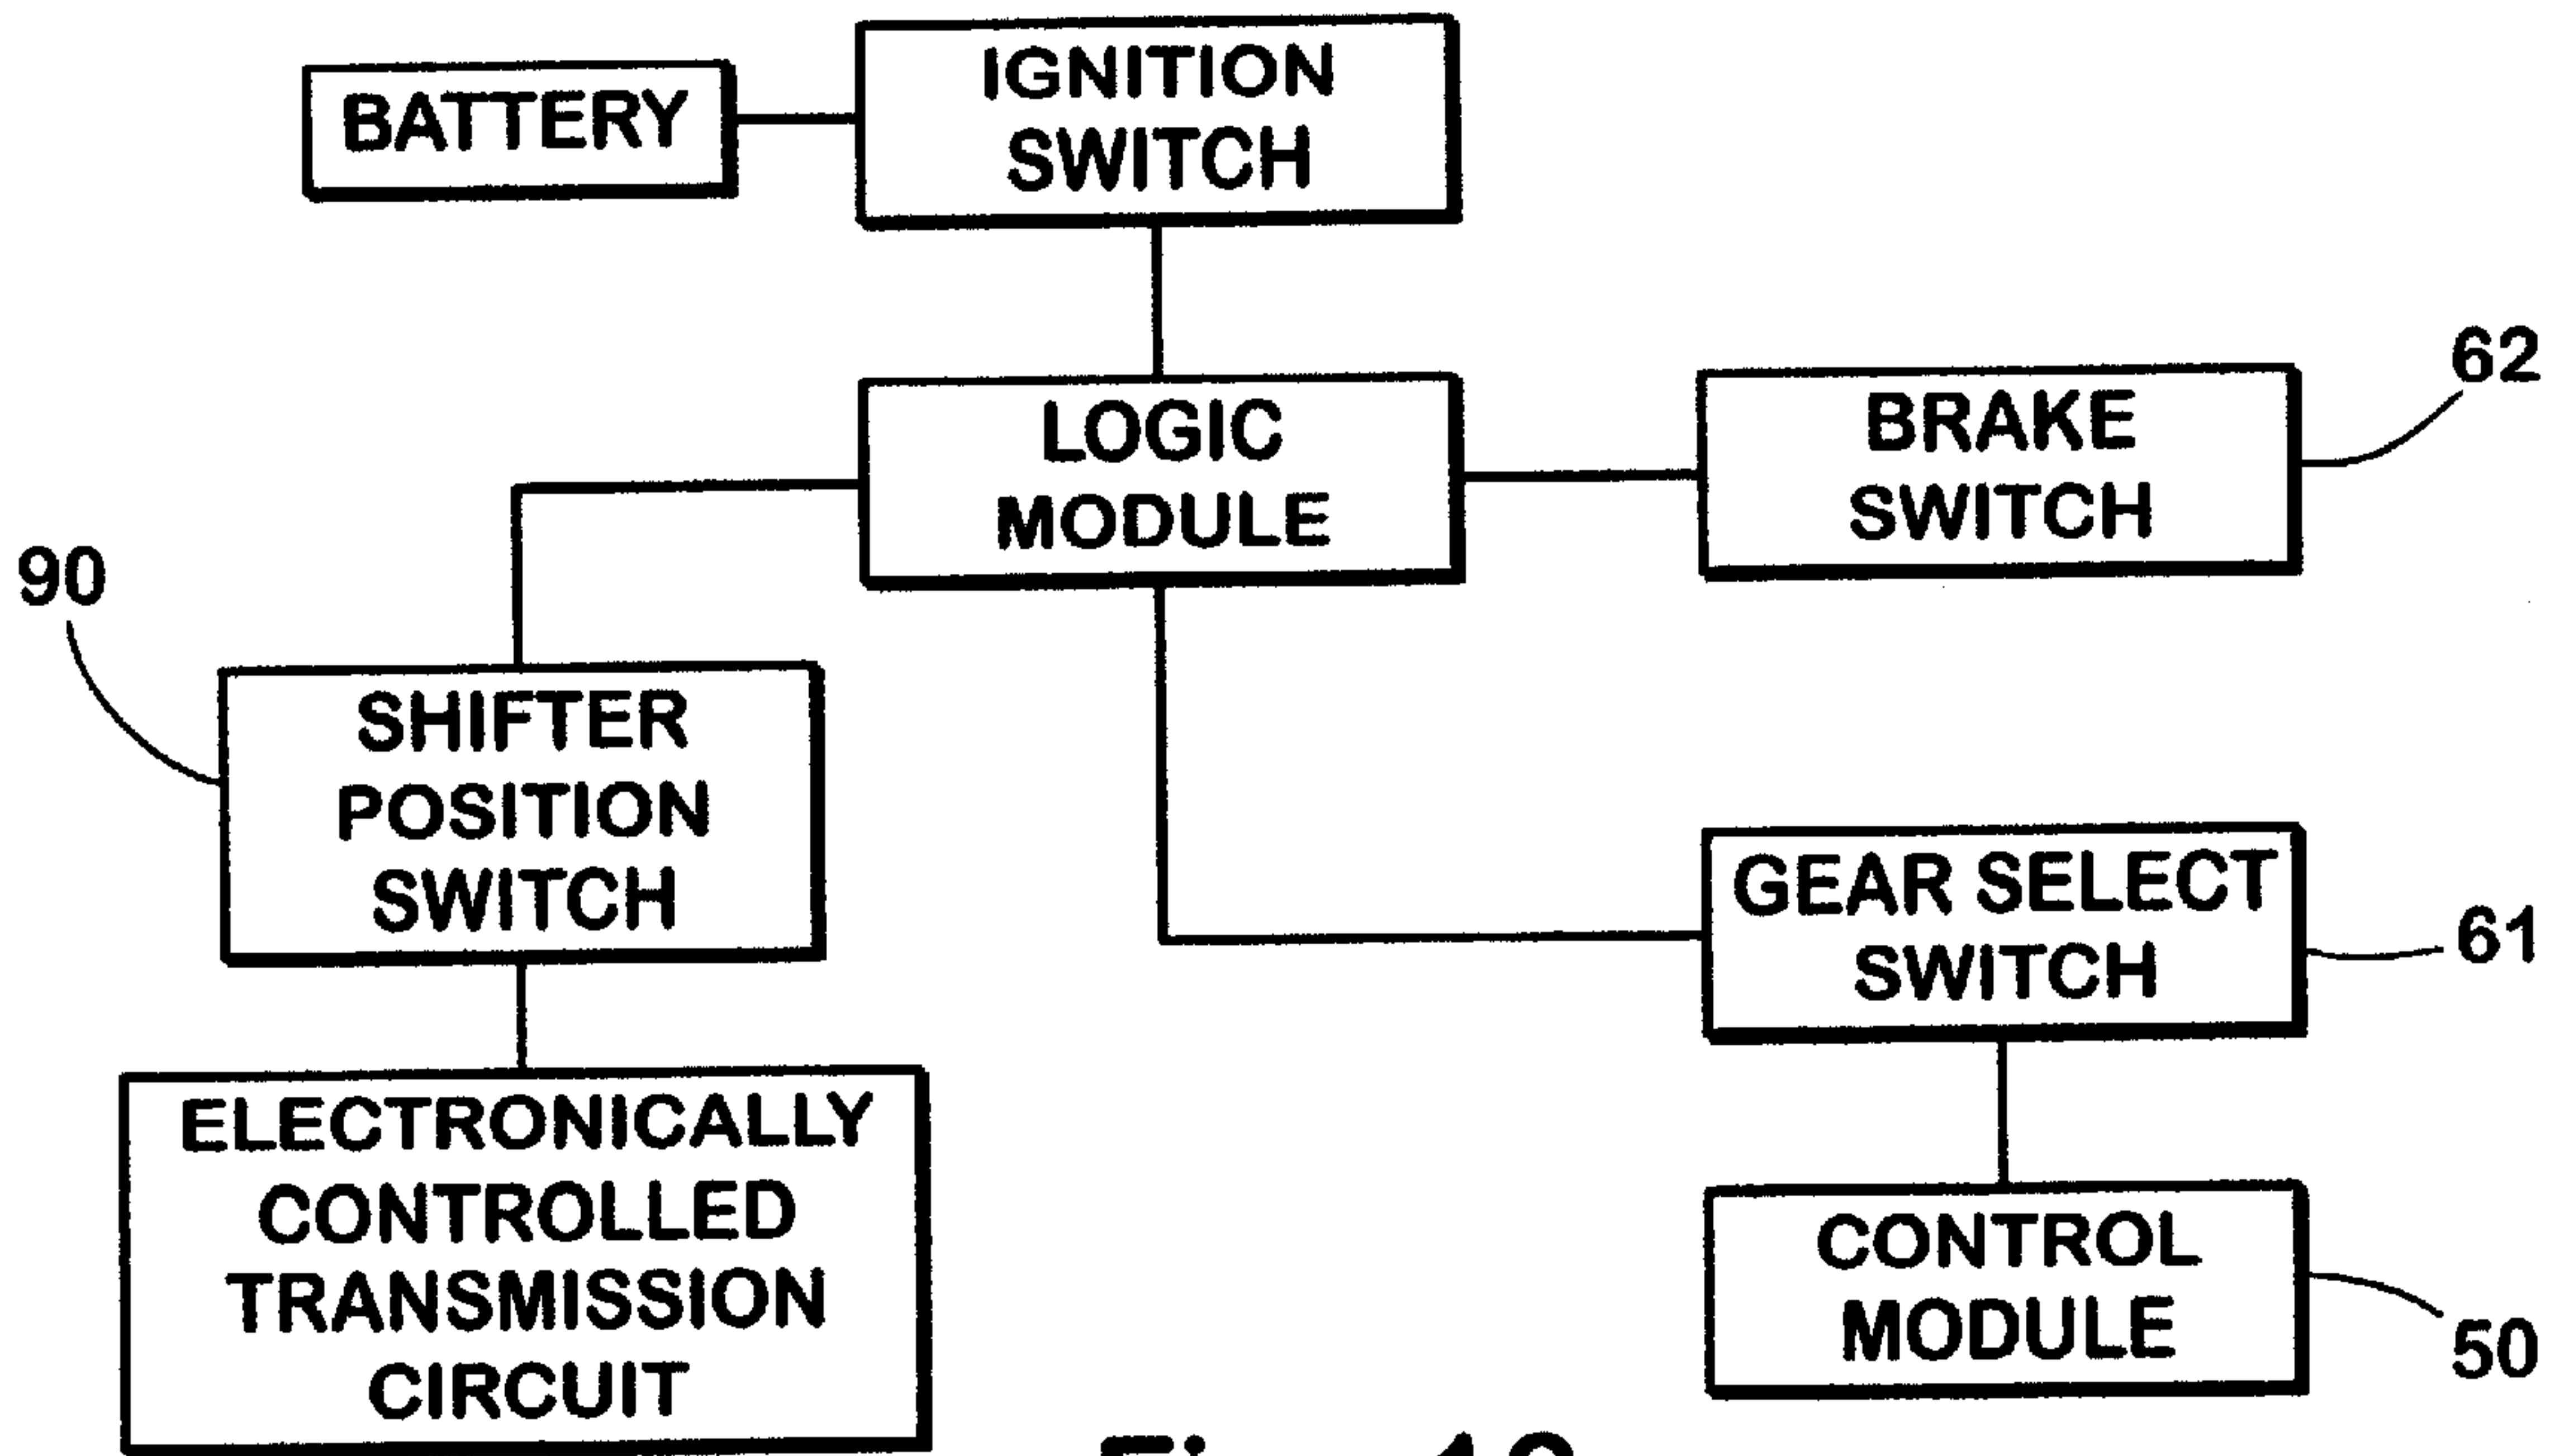 BATTERY
IGNITION
SWITCH
LOGIC
MODULE
BRAKE
SWITCH
62
90
SHIFTER
POSITION
SWITCH
GEAR SELECT
SWITCH
61
ELECTRONICALLY
CONTROLLED
TRANSMISSION
CIRCUIT
CONTROL
MODULE
50